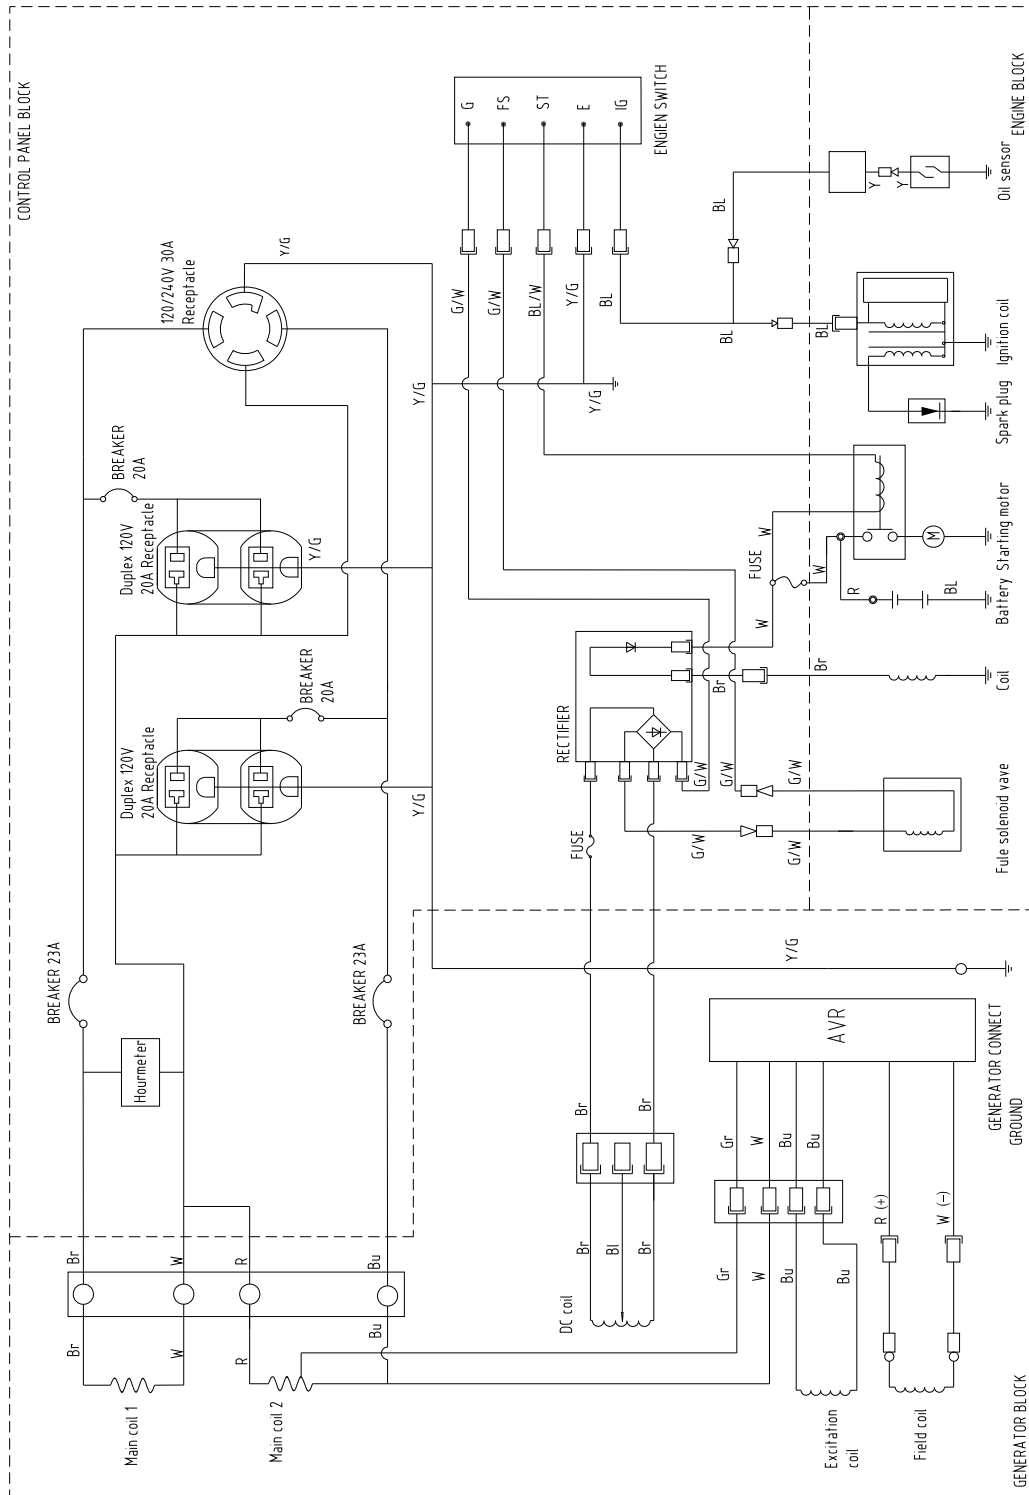 CONTROL PANEL BLOCK
ENGINE BLOCK
G
FS
ST
E
IG
ENGIEN SWITCH
120/240V 30A
Receptacle
Y/G
G/W
G/W
BL/W
Y/G
BL
BL
Y
Y
Oil sensor
BL
BL
Ignition coil
Y/G
Y/G
Spark plug
BREAKER
20A
Duplex 120V
20A Receptacle
Y/G
W
FUSE
W
W
M
Starting motor
R
BL
Battery
BREAKER
20A
RECTIFIER
Br
Br
Coil
Duplex 120V
20A Receptacle
Y/G
G/W
G/W
G/W
FUSE
G/W
G/W
Fule solenoid vave
BREAKER 23A
BREAKER 23A
Y/G
Hourmeter
AVR
GENERATOR CONNECT
GROUND
Br
Br
Gr
W
Bu
Bu
R (+)
W (-)
Br
W
R
Bu
Br
Bl
Br
Gr
W
Bu
Bu
DC coil
Br
W
R
Bu
Main coil 1
Main coil 2
Excitation
coil
Field coil
GENERATOR BLOCK